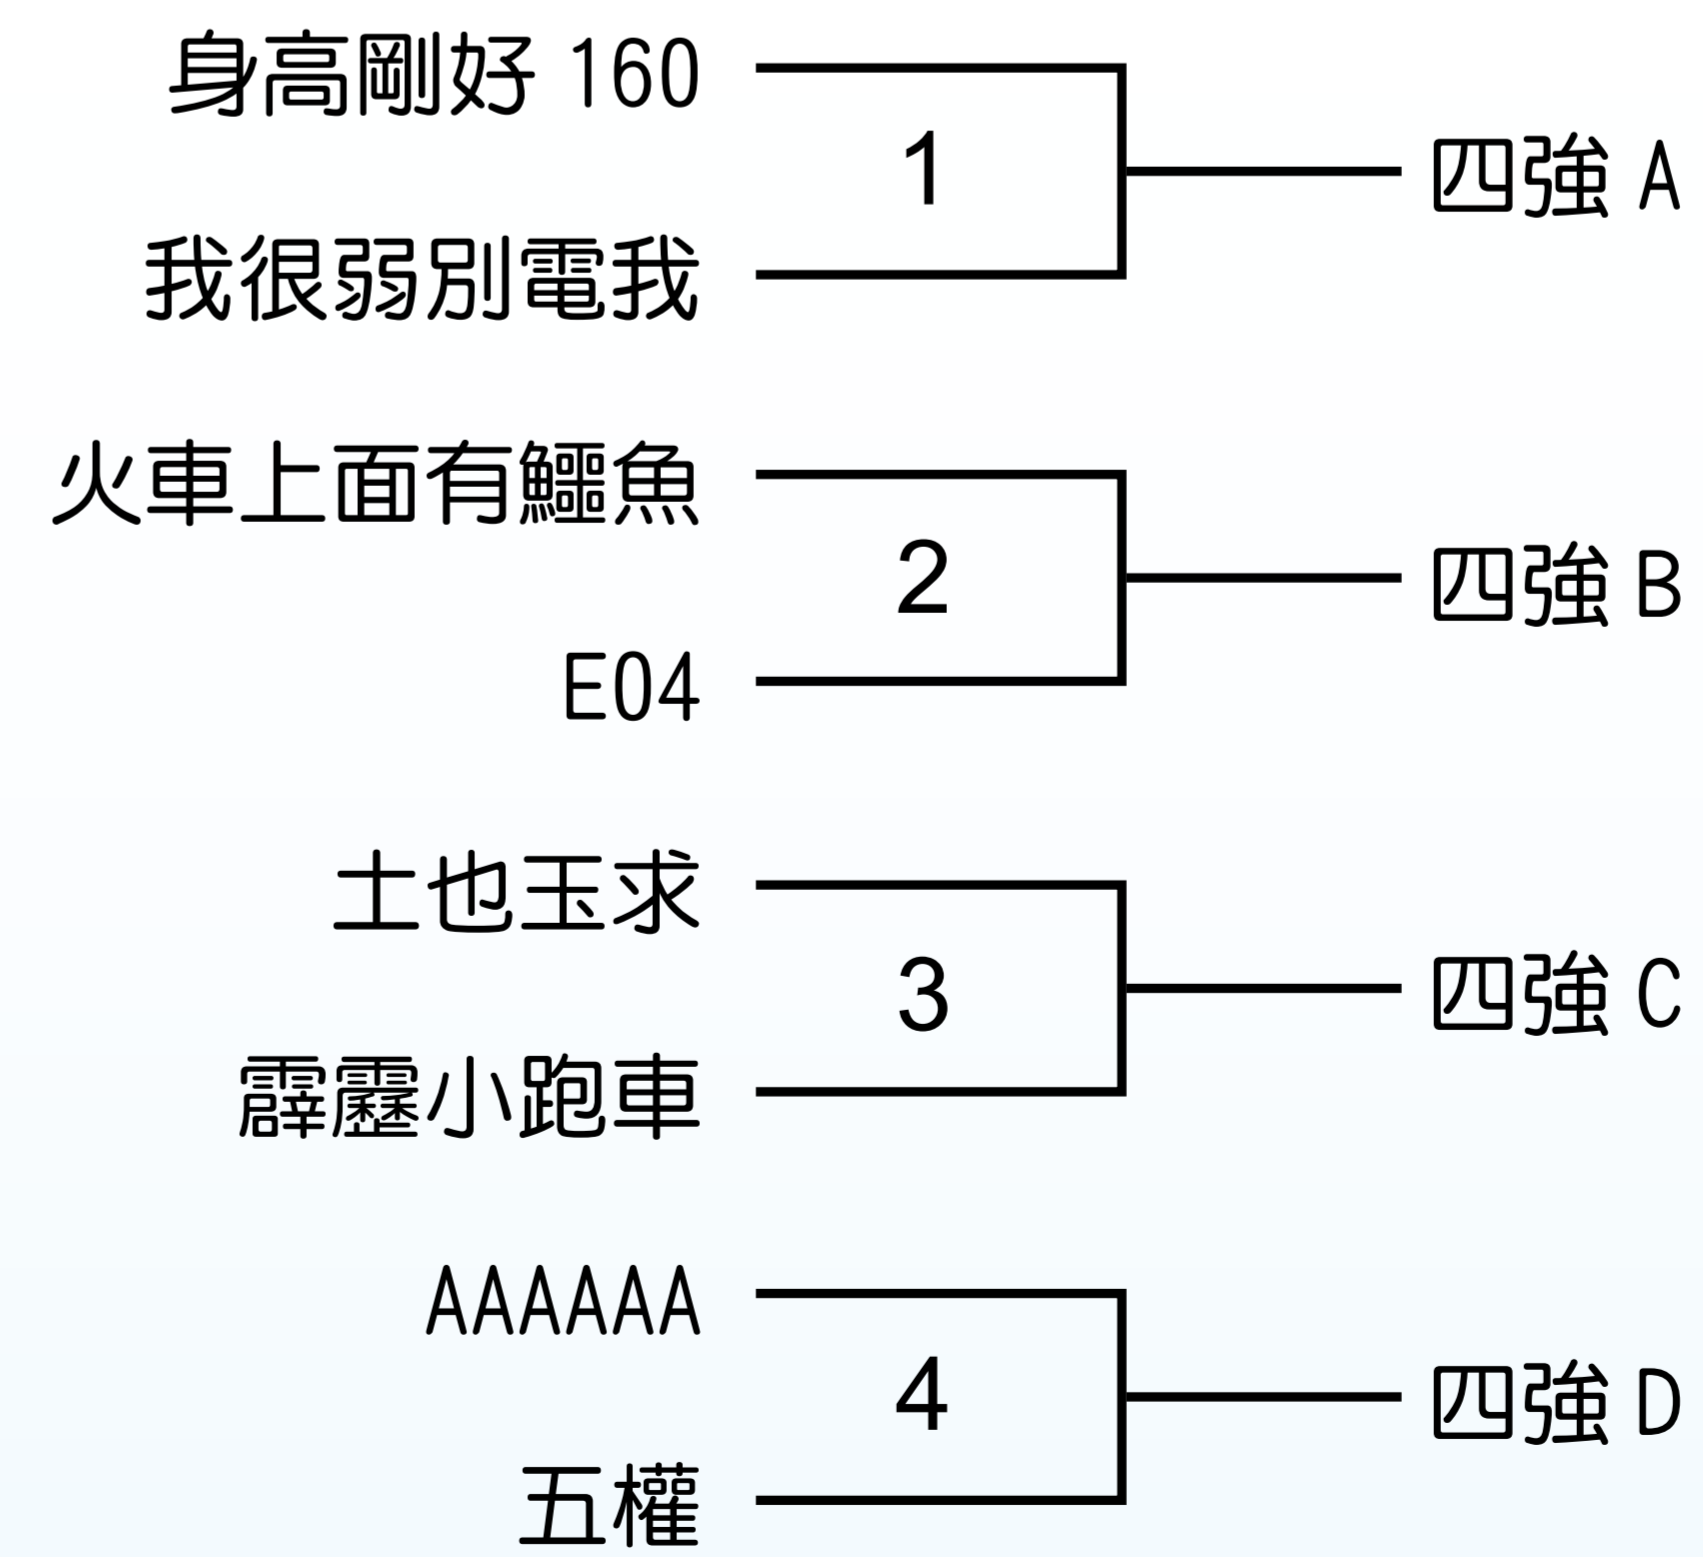 身高剛好 160
1
四強 A
我很弱別電我
火車上面有鱷魚
2
四強 B
E04
土也玉求
3
四強 C
霹靂小跑車
AAAAAA
4
四強 D
五權